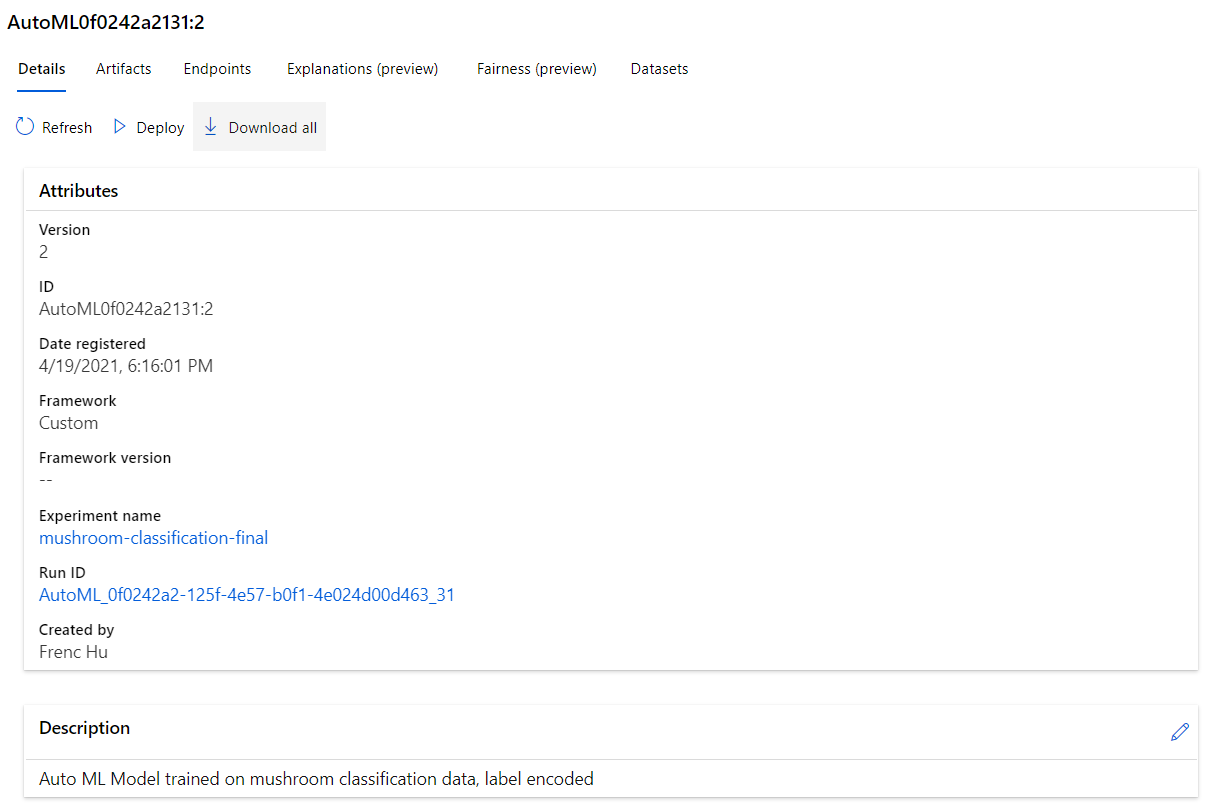 AutoML0f0242a2131:2
Details Artifacts Endpoints Explanations (preview) Fairness (preview) Datasets
Refresh Deploy Download all
Attributes
Version
2
ID
AutoML0f0242a2131:2
Date registered
4/19/2021, 6:16:01 PM
Framework
Custom
Framework version
--
Experiment name
mushroom-classification-final
Run ID
AutoML_0f0242a2-125f-4e57-b0f1-4e024d00d463_31
Created by
Frenc Hu
Description
Auto ML Model trained on mushroom classification data, label encoded